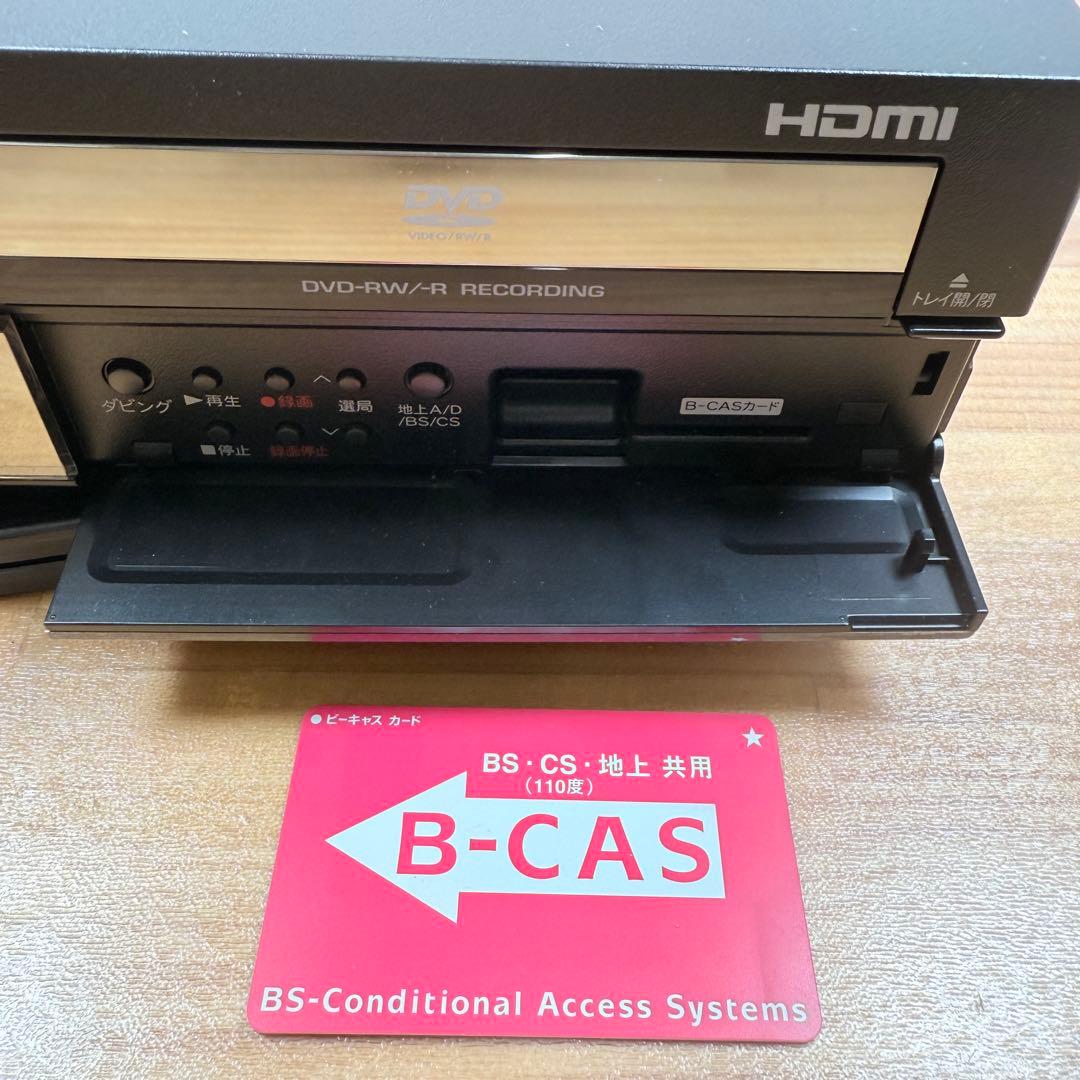 HDMI
DVD
VIDEO/RW/R
DVD-RW/-R RECORDING
トレイ開/閉
ダビング
再生
録画
選局
地上A/D
/BS/CS
B-CASカード
停止
録画停止
ビーキャス カード
BS・CS・地上 共用
(110度)
B-CAS
BS-Conditional Access Systems